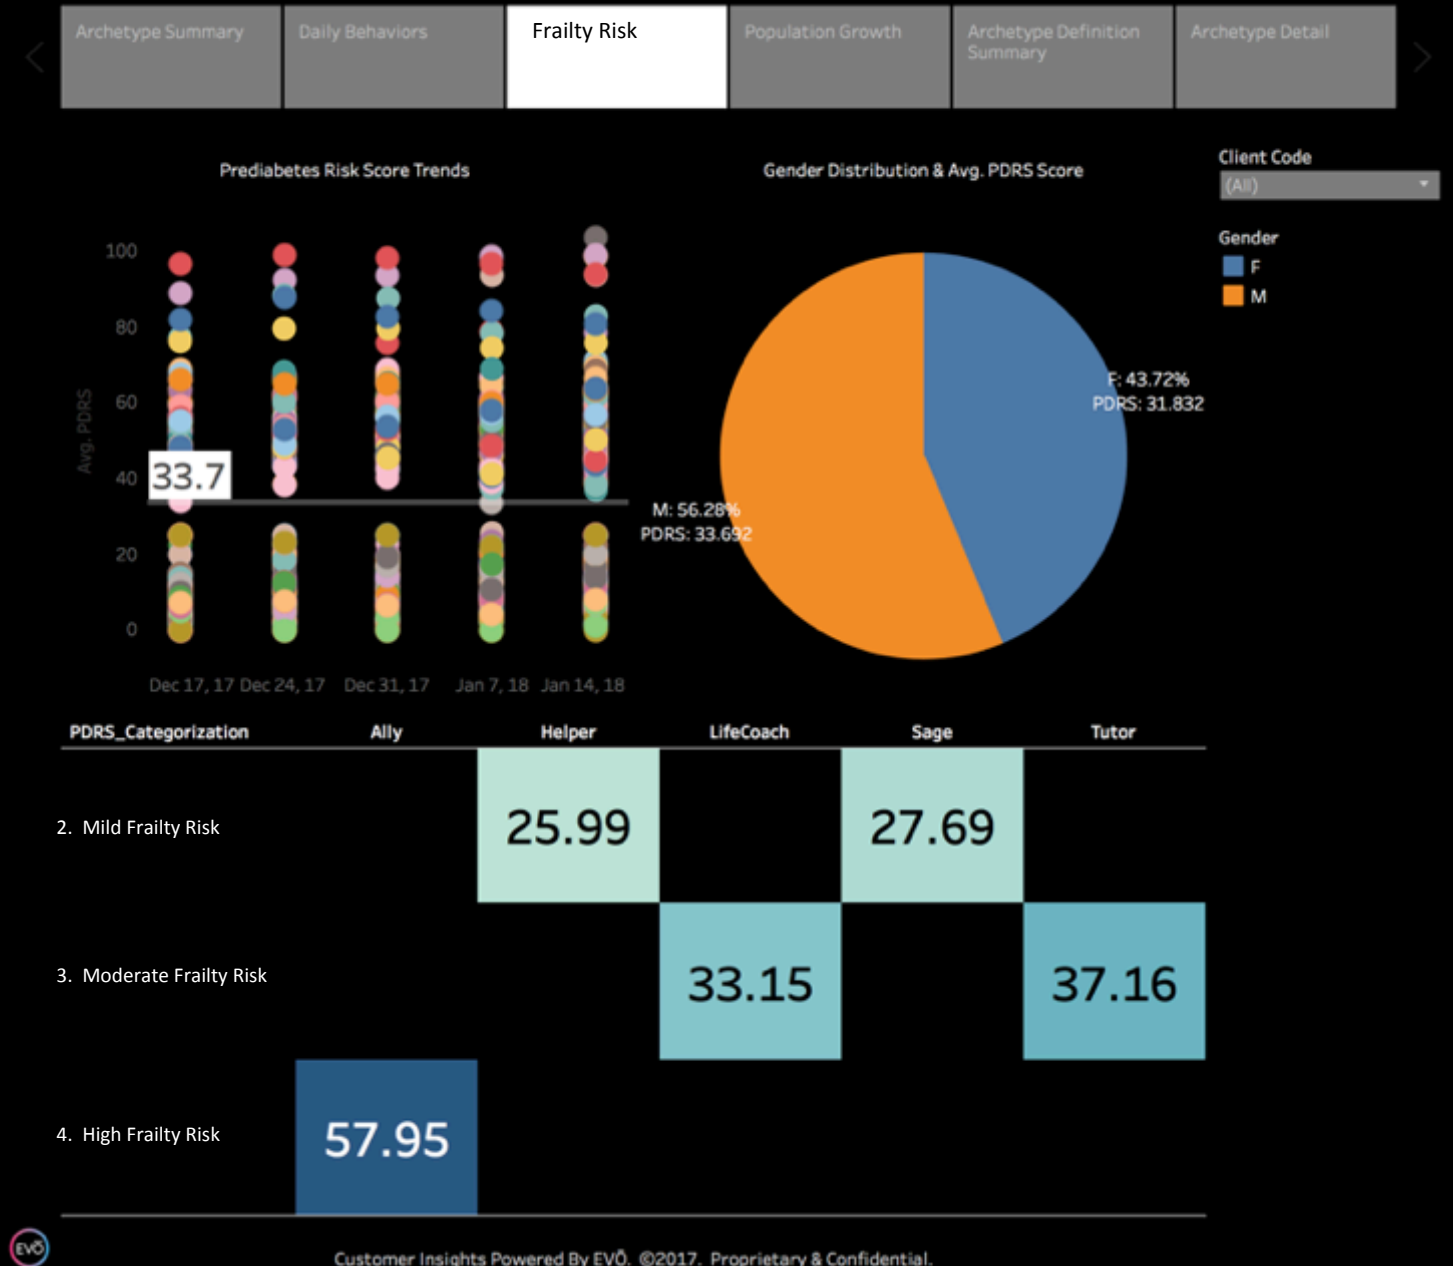 Archetype Summary
Daily Behaviors
Frailty Risk
Population Growth
Archetype Definition
Summary
Archetype Detail
Prediabetes Risk Score Trends
Gender Distribution & Avg. PDRS Score
Client Code
(All)
Gender
F
M
Avg. PDRS
100
80
60
40
20
0
33.7
Dec 17, 17 Dec 24, 17 Dec 31, 17 Jan 7, 18 Jan 14, 18
F: 43.72%
PDRS: 31.832
M: 56.28%
PDRS: 33.692
PDRS_Categorization Ally Helper LifeCoach Sage Tutor
2. Mild Frailty Risk 25.99 27.69
3. Moderate Frailty Risk 33.15 37.16
4. High Frailty Risk 57.95
EVŌ
Customer Insights Powered By EVŌ. ©2017. Proprietary & Confidential.